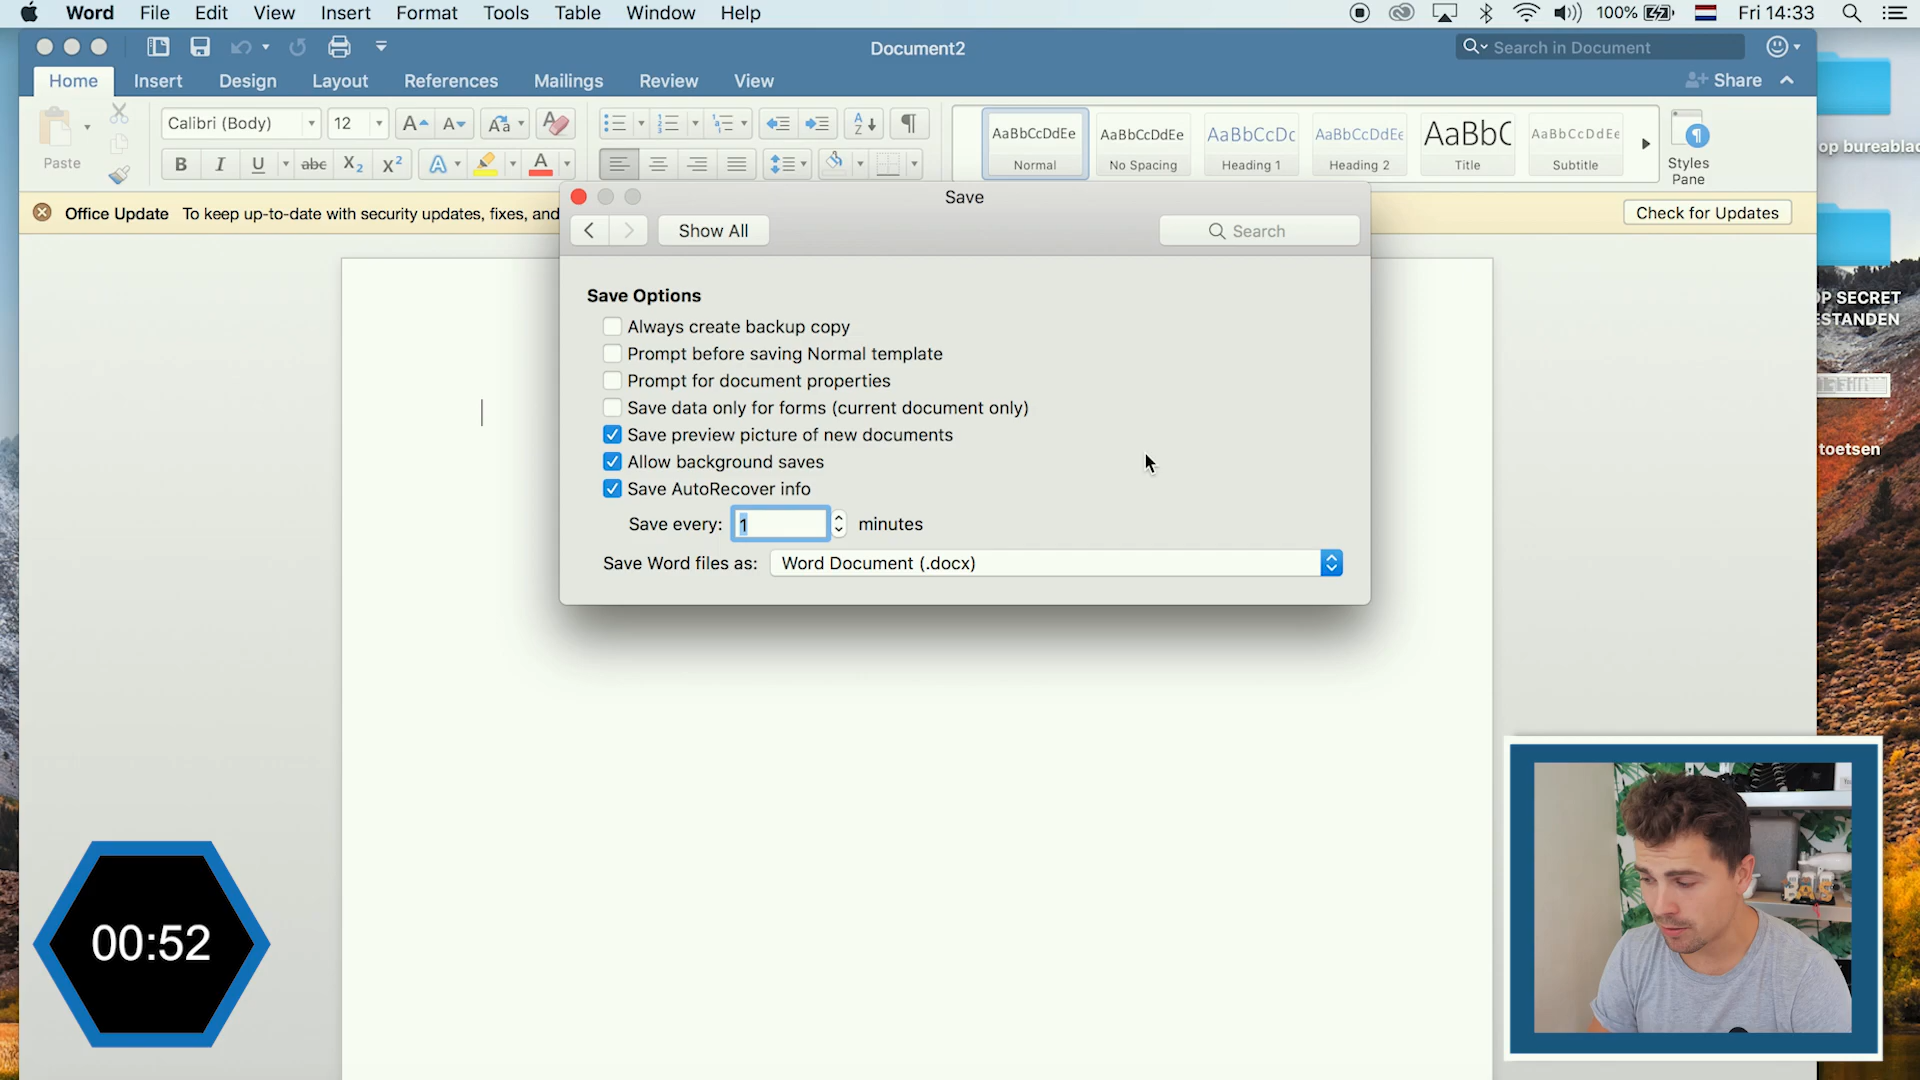 Word File Edit View Insert Format Tools Table Window Help
100% Fri 14:33
Document2
Search in Document
Home Insert Design Layout References Mailings Review View
Share
Paste
Calibri (Body) 12
AaBbCcDdEe AaBbCcDdEe AaBbCcDc AaBbCcDdEe AaBbC AaBbCcDdEe
Normal No Spacing Heading 1 Heading 2 Title Subtitle
Styles
Pane
Office Update To keep up-to-date with security updates, fixes, and
Check for Updates
Save
Show All
Search
Save Options
Always create backup copy
Prompt before saving Normal template
Prompt for document properties
Save data only for forms (current document only)
Save preview picture of new documents
Allow background saves
Save AutoRecover info
Save every: 1 minutes
Save Word files as: Word Document (.docx)
op bureaublad
OP SECRET
ESTANDEN
toetsen
00:52